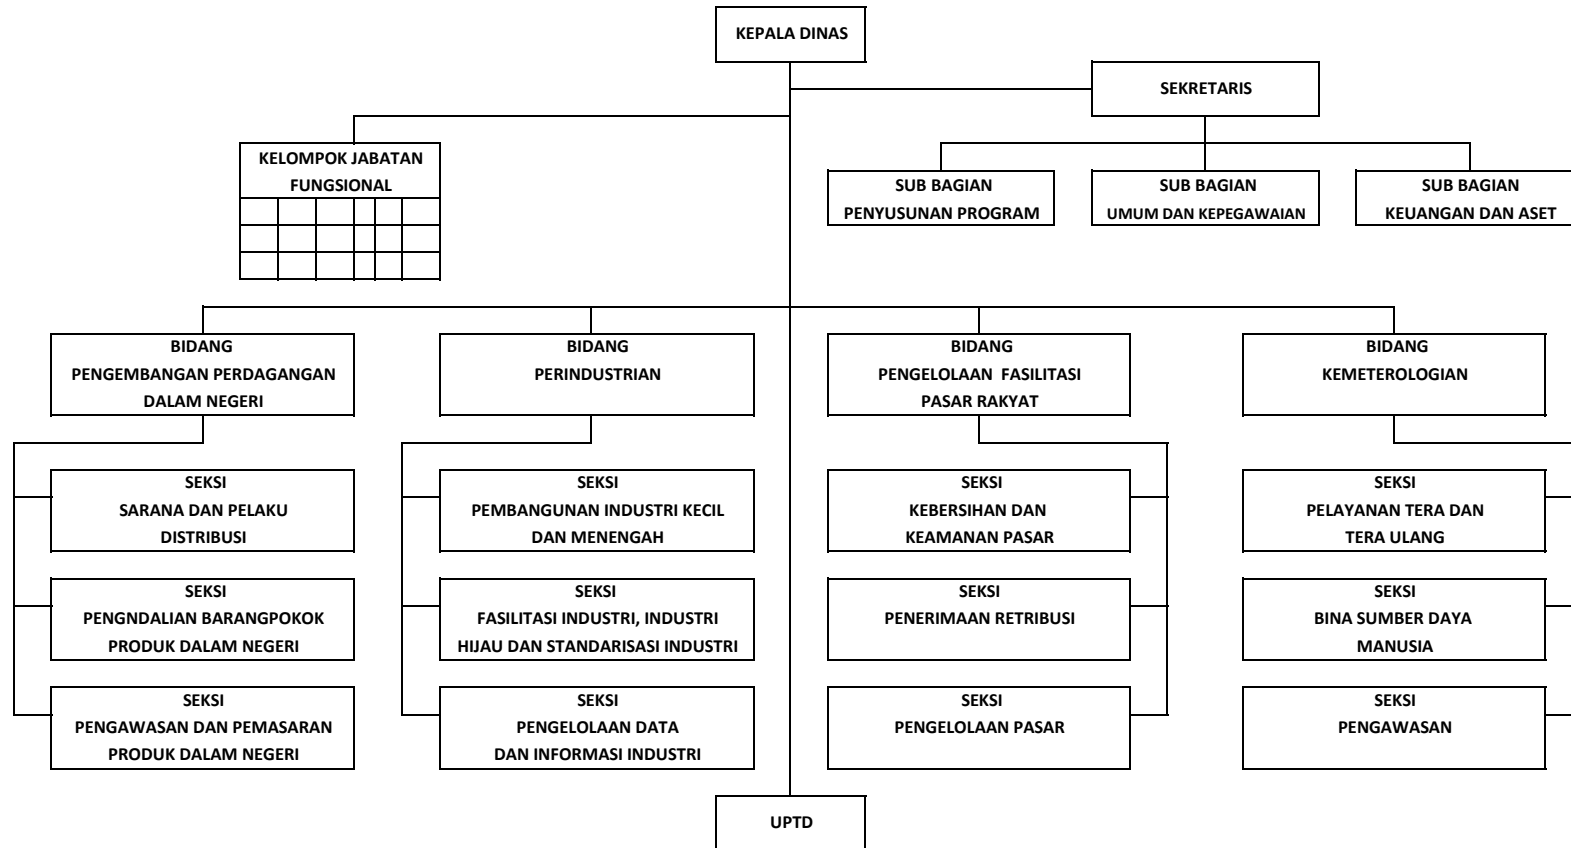 KEPALA DINAS
SEKRETARIS
KELOMPOK JABATAN
FUNGSIONAL
SUB BAGIAN
PENYUSUNAN PROGRAM
SUB BAGIAN
UMUM DAN KEPEGAWAIAN
SUB BAGIAN
KEUANGAN DAN ASET
BIDANG
PENGEMBANGAN PERDAGANGAN
DALAM NEGERI
BIDANG
PERINDUSTRIAN
BIDANG
PENGELOLAAN  FASILITASI
PASAR RAKYAT
BIDANG
KEMETEROLOGIAN
SEKSI
SARANA DAN PELAKU
DISTRIBUSI
SEKSI
PEMBANGUNAN INDUSTRI KECIL
DAN MENENGAH
SEKSI
KEBERSIHAN DAN
KEAMANAN PASAR
SEKSI
PELAYANAN TERA DAN
TERA ULANG
SEKSI
PENGNDALIAN BARANGPOKOK
PRODUK DALAM NEGERI
SEKSI
FASILITASI INDUSTRI, INDUSTRI
HIJAU DAN STANDARISASI INDUSTRI
SEKSI
PENERIMAAN RETRIBUSI
SEKSI
BINA SUMBER DAYA
MANUSIA
SEKSI
PENGAWASAN DAN PEMASARAN
PRODUK DALAM NEGERI
SEKSI
PENGELOLAAN DATA
DAN INFORMASI INDUSTRI
SEKSI
PENGELOLAAN PASAR
SEKSI
PENGAWASAN
UPTD